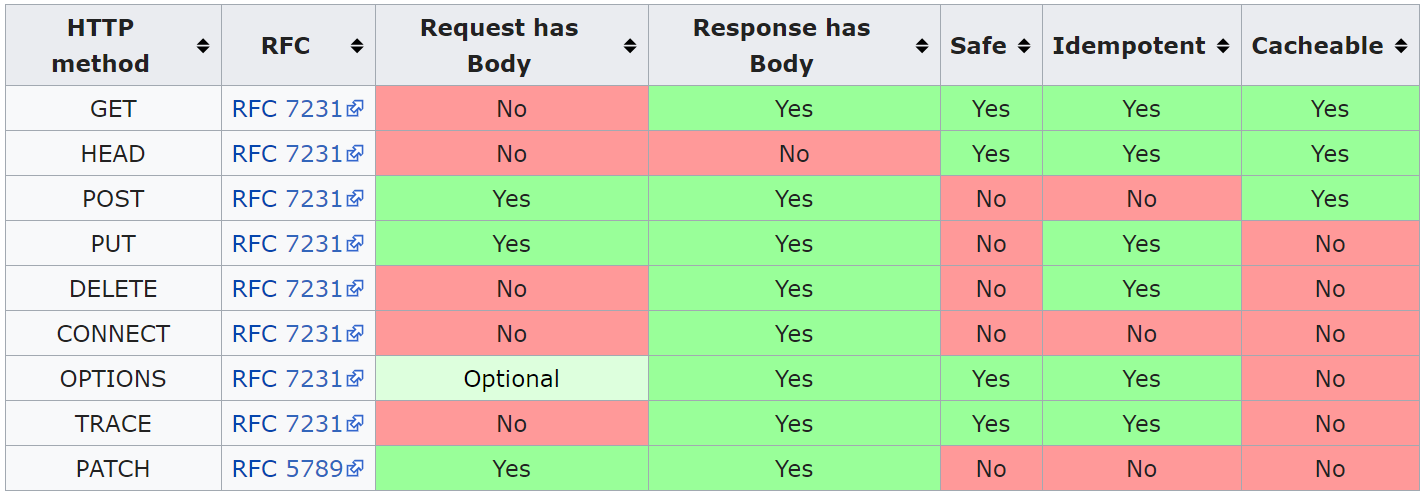 HTTP method RFC Request has Body Response has Body Safe Idempotent Cacheable
GET RFC 7231 No Yes Yes Yes Yes
HEAD RFC 7231 No No Yes Yes Yes
POST RFC 7231 Yes Yes No No Yes
PUT RFC 7231 Yes Yes No Yes No
DELETE RFC 7231 No Yes No Yes No
CONNECT RFC 7231 No Yes No No No
OPTIONS RFC 7231 Optional Yes Yes Yes No
TRACE RFC 7231 No Yes Yes Yes No
PATCH RFC 5789 Yes Yes No No No